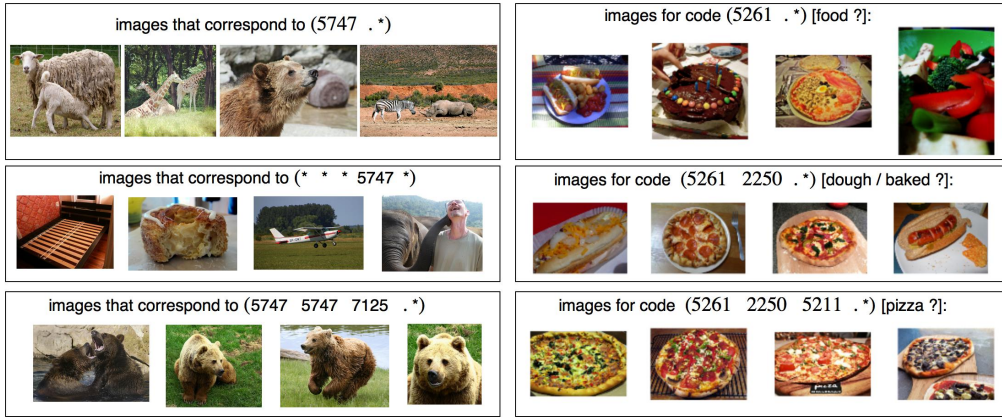 images that correspond to (5747 .*)
images that correspond to (* * * 5747 *)
images that correspond to (5747 5747 7125 .*)
images for code (5261 .*) [food ?]:
images for code (5261 2250 .*) [dough / baked ?]:
images for code (5261 2250 5211 .*) [pizza ?]: